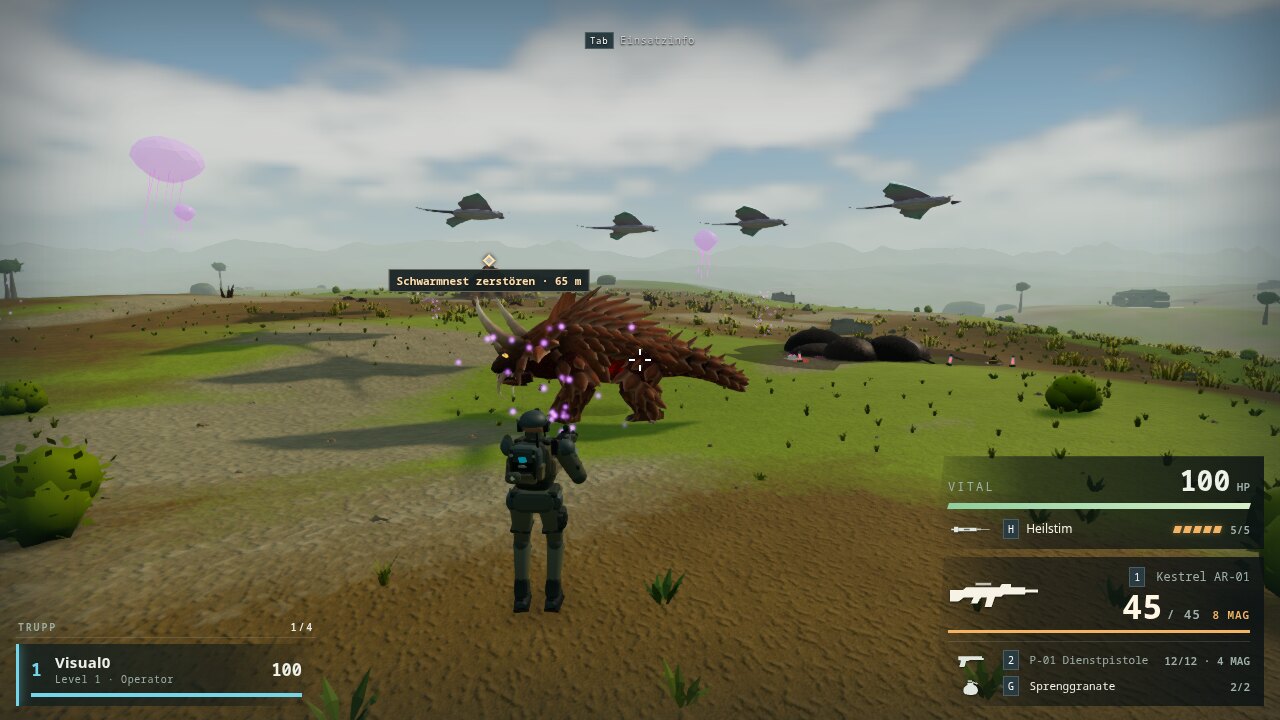 Tab Einsatzinfo
Schwarmnest zerstören · 65 m
VITAL 100 HP
H Heilstim 5/5
1 Kestrel AR-01
45 / 45 8 MAG
2 P-01 Dienstpistole 12/12 · 4 MAG
G Sprenggranate 2/2
TRUPP 1/4
1 Visual0 100
Level 1 · Operator